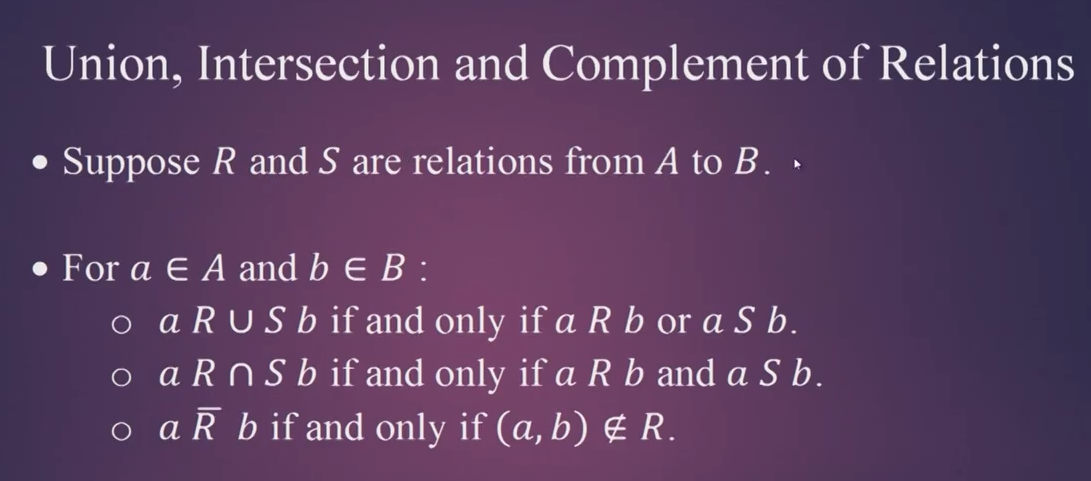 Union, Intersection and Complement of Relations
• Suppose R and S are relations from A to B.
• For a ∈ A and b ∈ B :
○ a R ∪ S b if and only if a R b or a S b.
○ a R ∩ S b if and only if a R b and a S b.
○ a R̅ b if and only if (a, b) ∉ R.